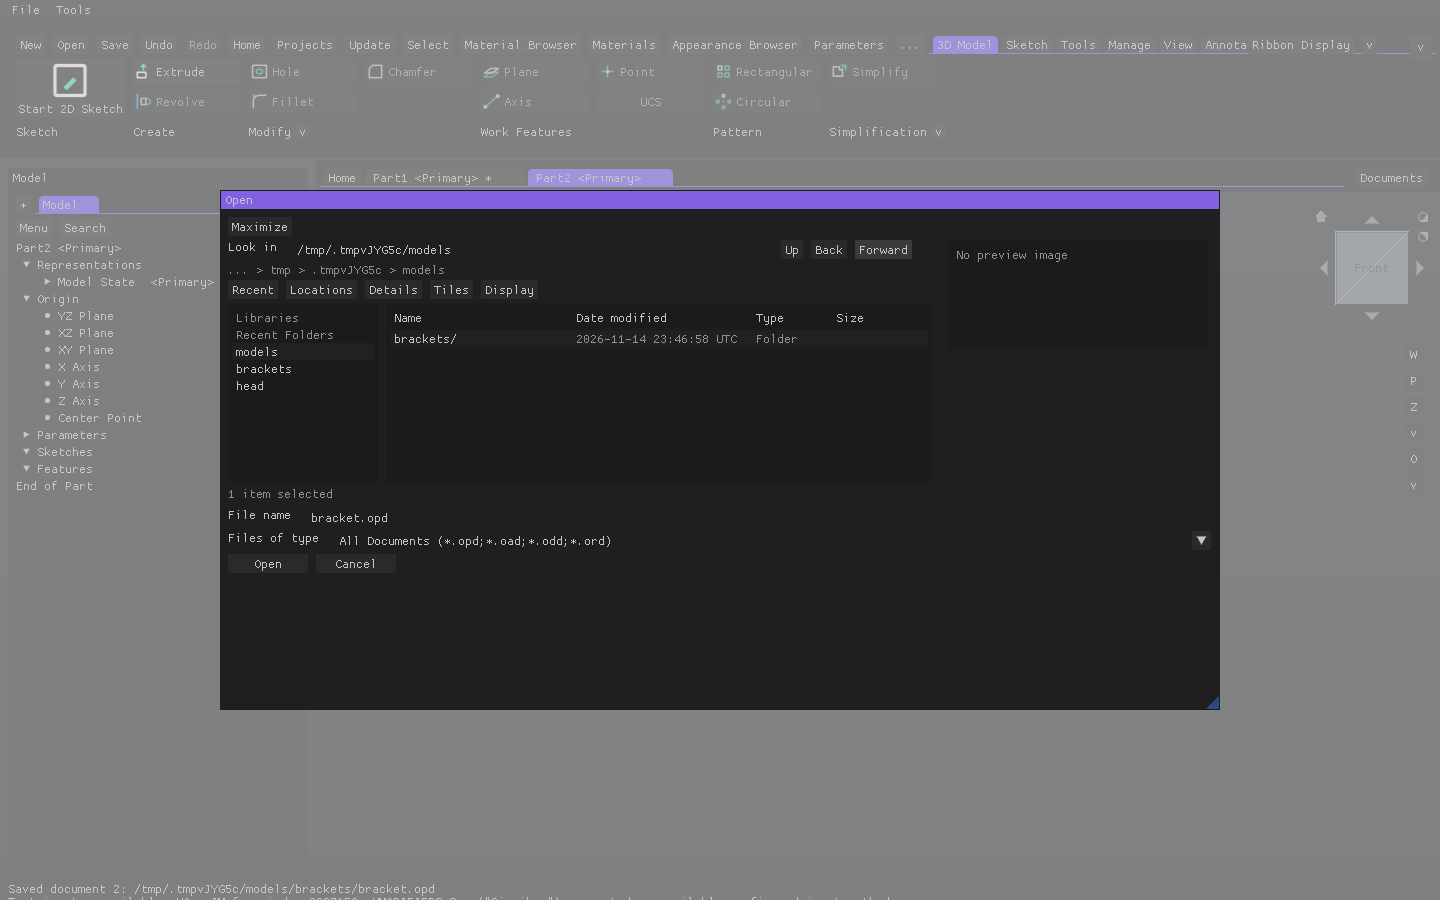 File Tools
New Open Save Undo Redo Home Projects Update Select Material Browser Materials Appearance Browser Parameters ... 3D Model Sketch Tools Manage View Annota Ribbon Display v v
Extrude Hole Chamfer Plane Point Rectangular Simplify
Start 2D Sketch Revolve Fillet Axis UCS Circular
Sketch Create Modify v Work Features Pattern Simplification v
Model Home Part1 <Primary> * Part2 <Primary> Documents
+ Model
Menu Search
Part2 <Primary>
Representations
Model State <Primary>
Origin
YZ Plane
XZ Plane
XY Plane
X Axis
Y Axis
Z Axis
Center Point
Parameters
Sketches
Features
End of Part
Open
Maximize
Look in /tmp/.tmpvJYG5c/models Up Back Forward
... > tmp > .tmpvJYG5c > models
Recent Locations Details Tiles Display
Libraries
Recent Folders
models
brackets
head
Name Date modified Type Size
brackets/ 2026-11-14 23:46:58 UTC Folder
No preview image
1 item selected
File name bracket.opd
Files of type All Documents (*.opd;*.oad;*.odd;*.ord)
Open Cancel
Front
W
P
Z
v
O
v
Saved document 2: /tmp/.tmpvJYG5c/models/brackets/bracket.opd